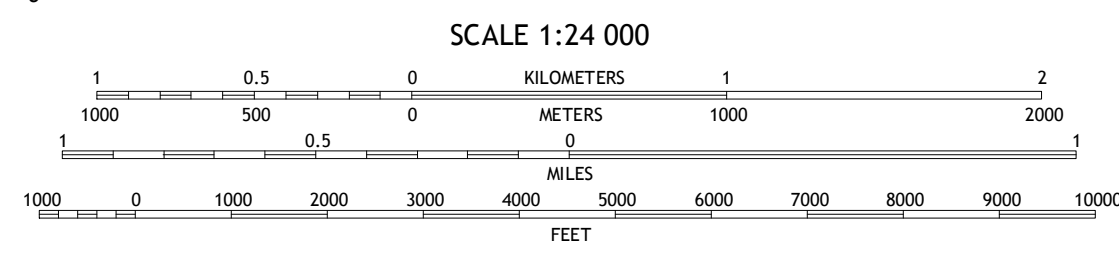 SCALE 1:24 000
1 0.5 0 KILOMETERS 1 2
1000 500 0 METERS 1000 2000
1 0.5 0 1
MILES
1000 0 1000 2000 3000 4000 5000 6000 7000 8000 9000 10000
FEET